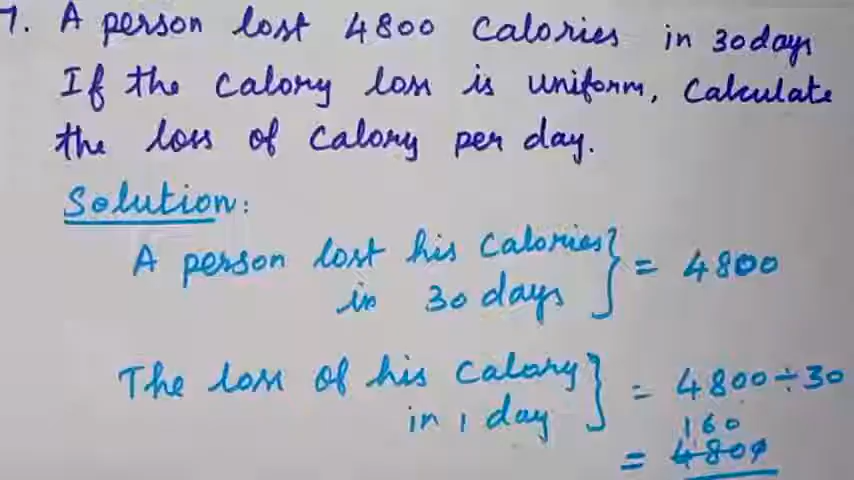 7. A person lost 4800 Calories in 30days
If the Calory loss is uniform, Calculate
the loss of Calory per day.
Solution:
A person lost his Calories
in 30 days } = 4800
The loss of his Calory
in 1 day } = 4800÷30
160
= 4800